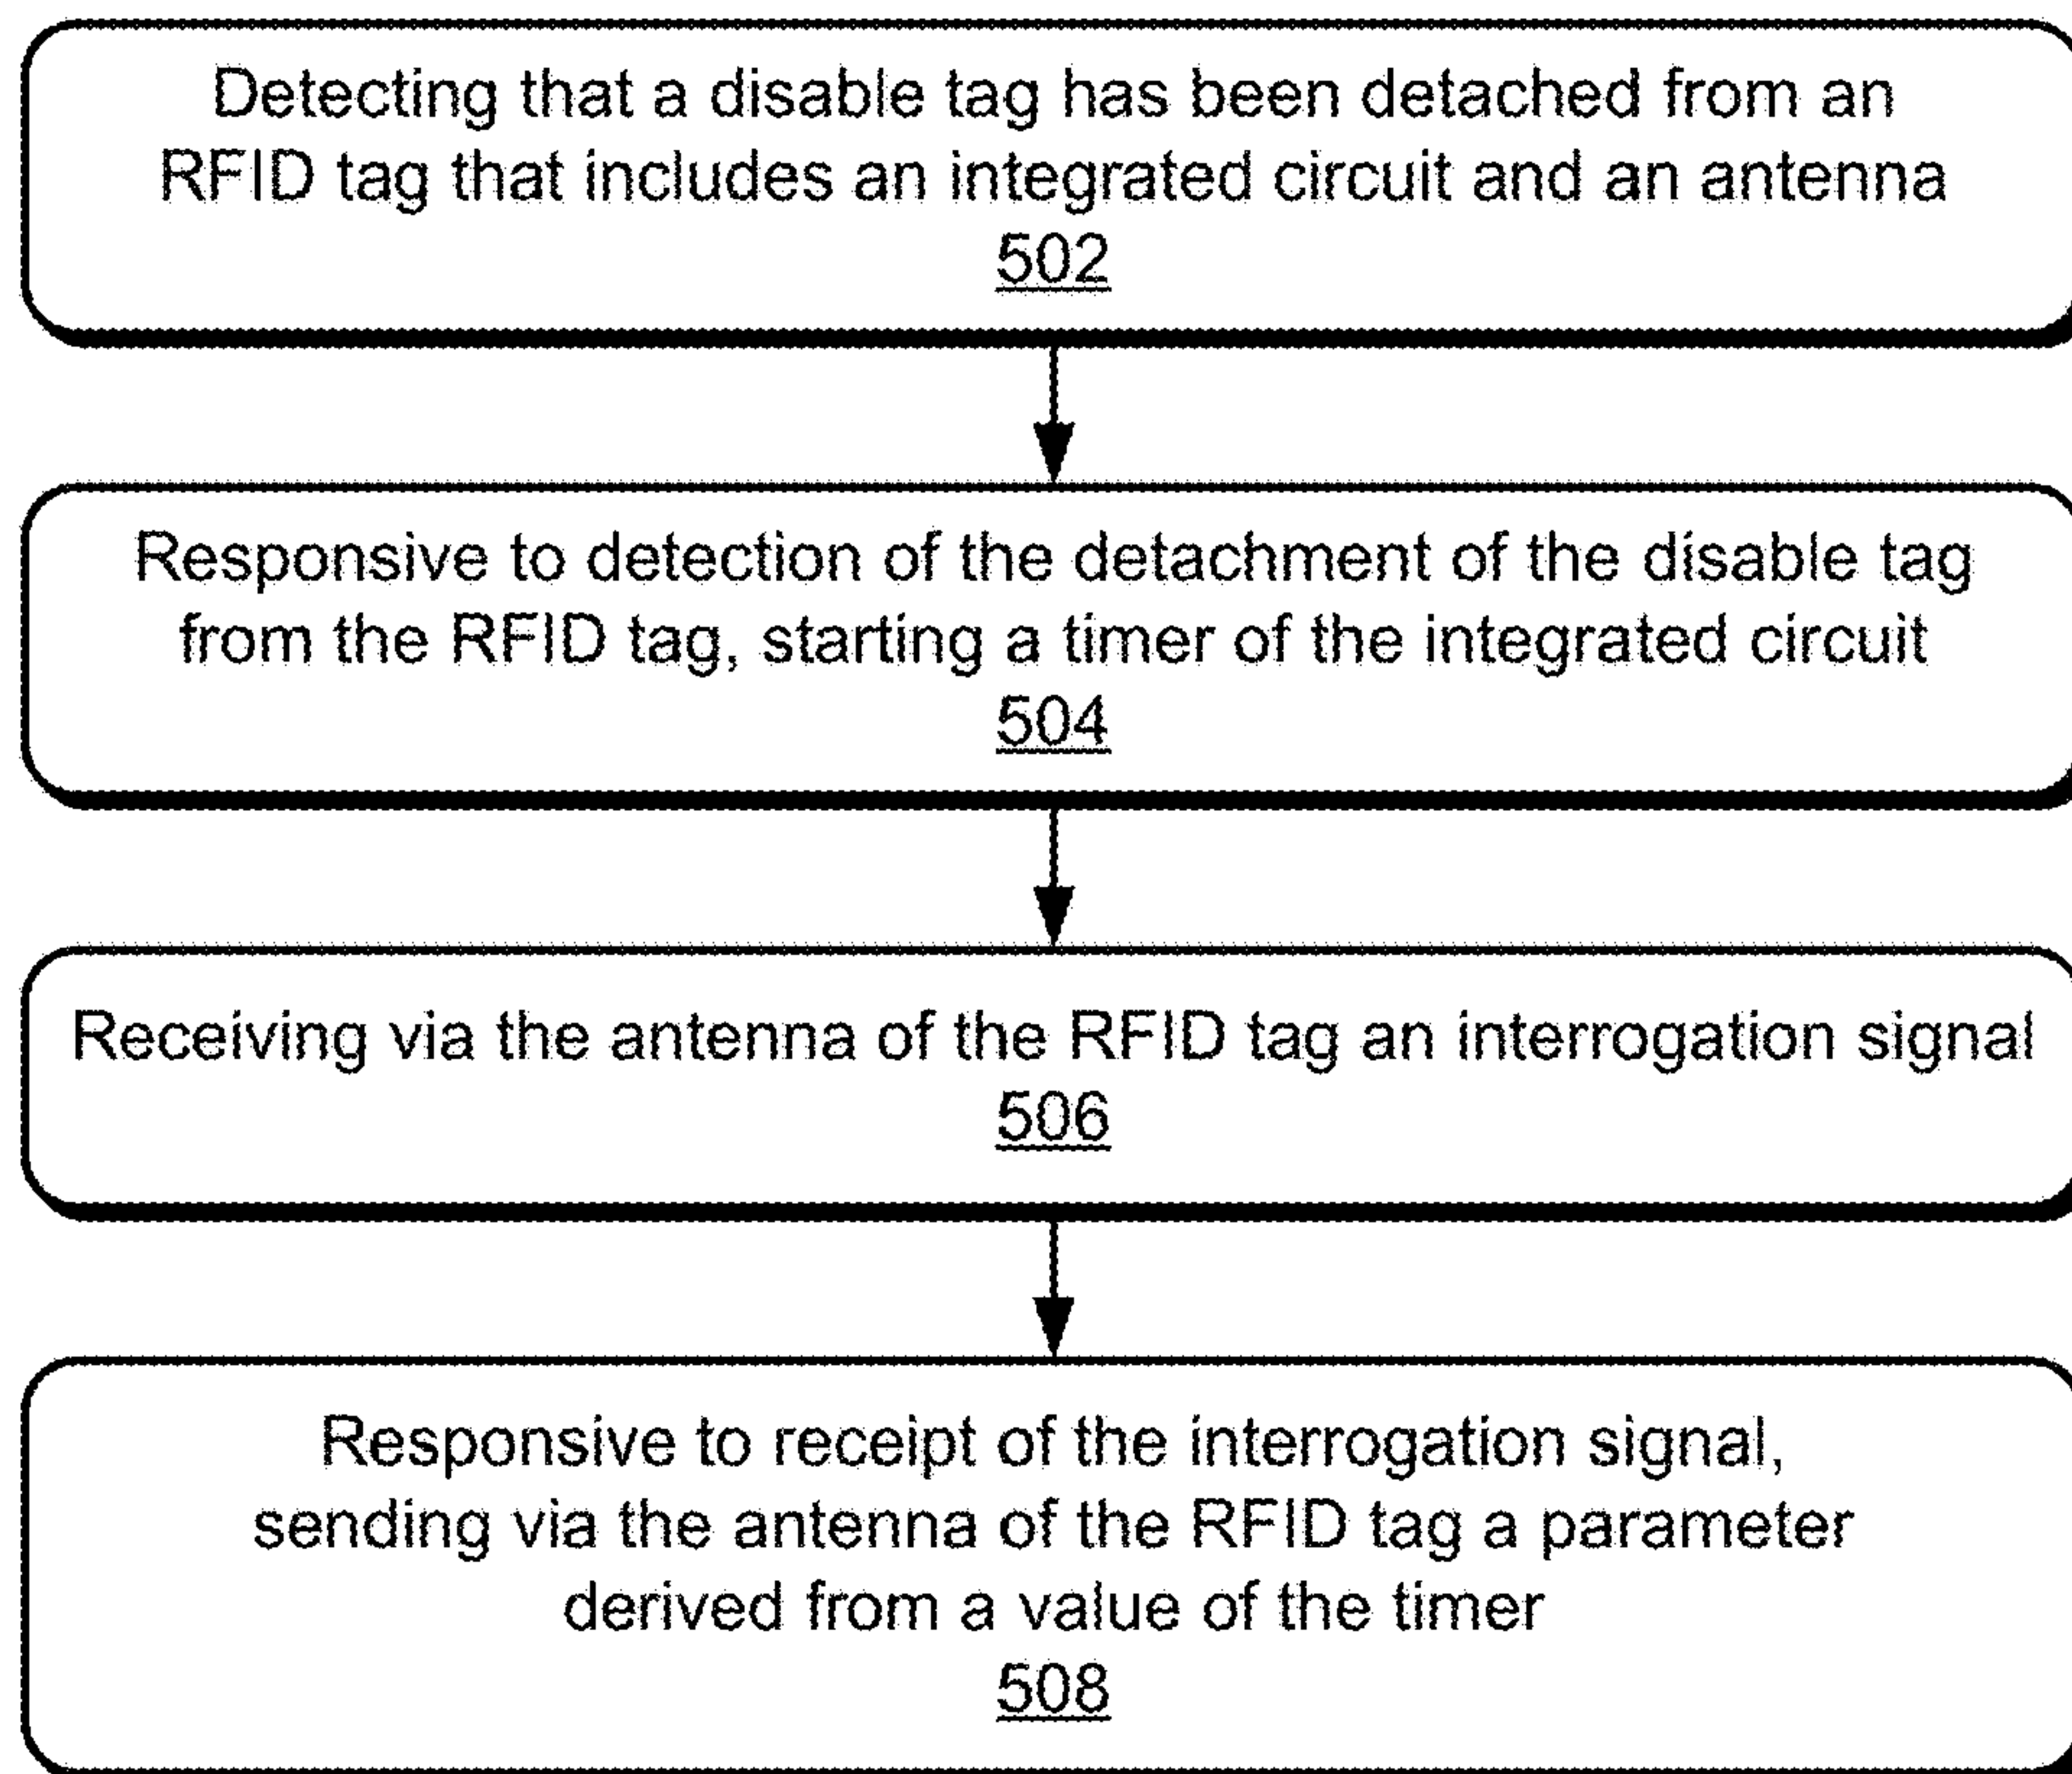 Detecting that a disable tag has been detached from an
RFID tag that includes an integrated circuit and an antenna
502
Responsive to detection of the detachment of the disable tag
from the RFID tag, starting a timer of the integrated circuit
504
Receiving via the antenna of the RFID tag an interrogation signal
506
Responsive to receipt of the interrogation signal,
sending via the antenna of the RFID tag a parameter
derived from a value of the timer
508